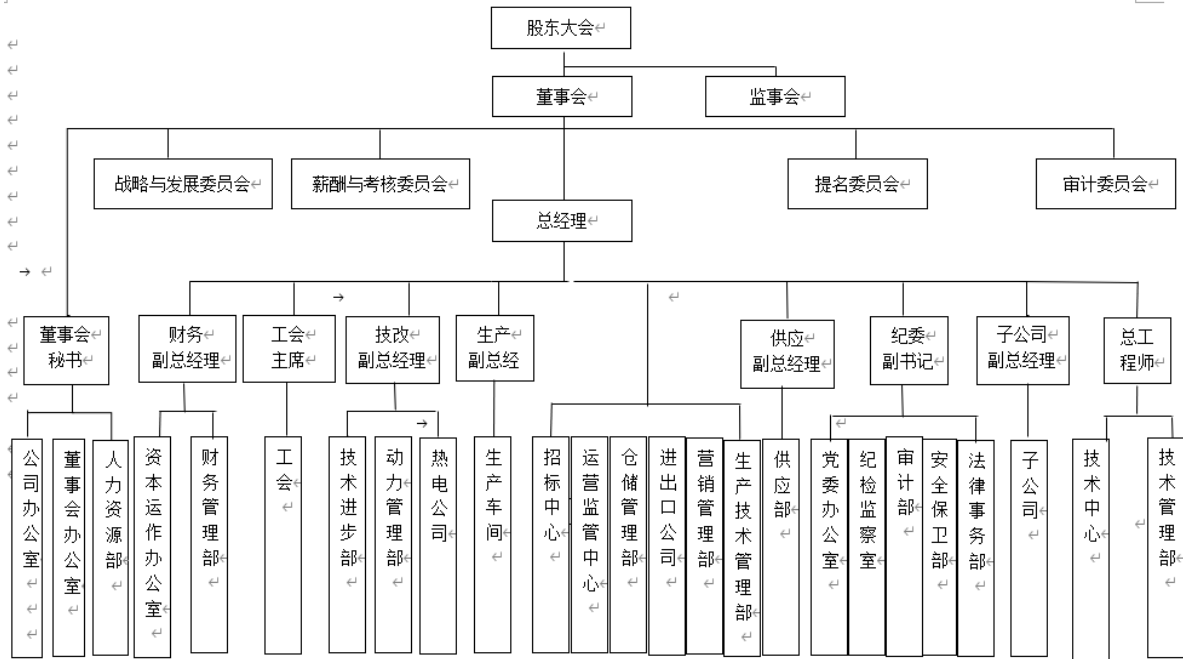 股东大会
董事会
监事会
战略与发展委员会
薪酬与考核委员会
提名委员会
审计委员会
总经理
董事会
秘书
财务
副总经理
工会
主席
技改
副总经理
生产
副总经
供应
副总经理
纪委
副书记
子公司
副总经理
总工
程师
公司办公室
董事会办公室
人力资源部
资本运作办公室
财务管理部
工会
技术进步部
动力管理部
热电公司
生产车间
招标中心
运营监管中心
仓储管理部
进出口公司
营销管理部
生产技术管理部
供应部
党委办公室
纪检监察室
审计部
安全保卫部
法律事务部
子公司
技术中心
技术管理部